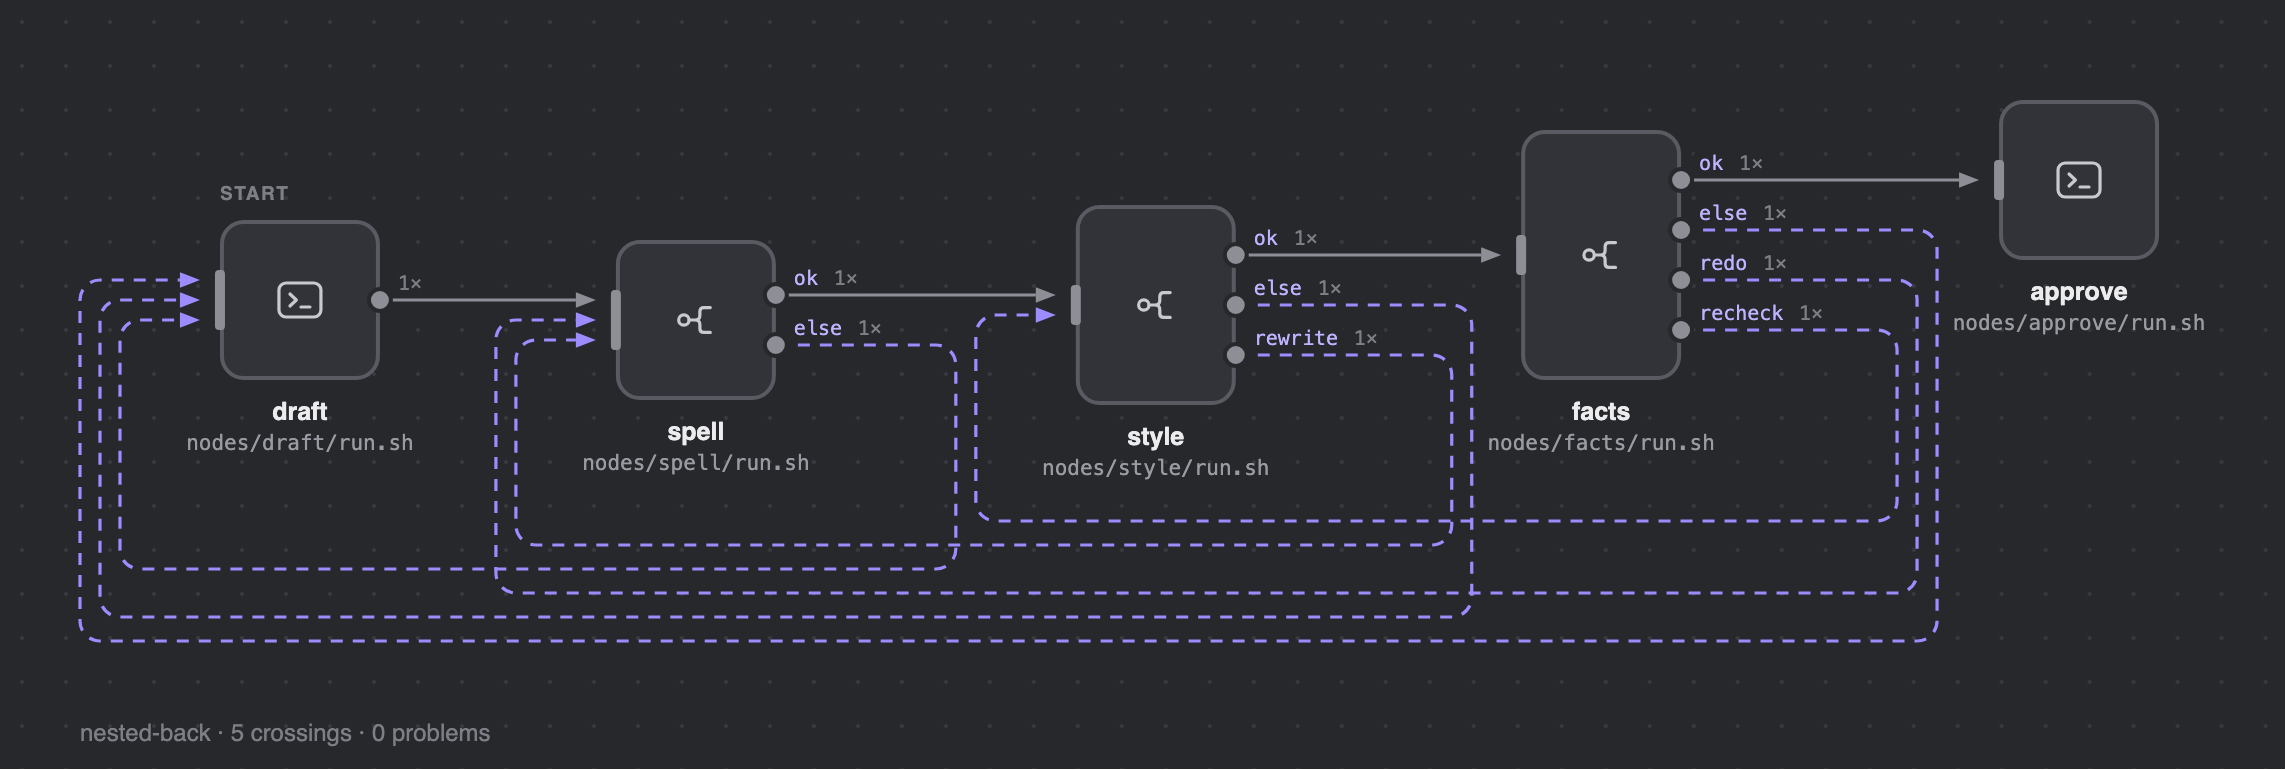 START
1×
draft
nodes/draft/run.sh
ok 1×
else 1×
spell
nodes/spell/run.sh
ok 1×
else 1×
rewrite 1×
style
nodes/style/run.sh
ok 1×
else 1×
redo 1×
recheck 1×
facts
nodes/facts/run.sh
approve
nodes/approve/run.sh
nested-back · 5 crossings · 0 problems